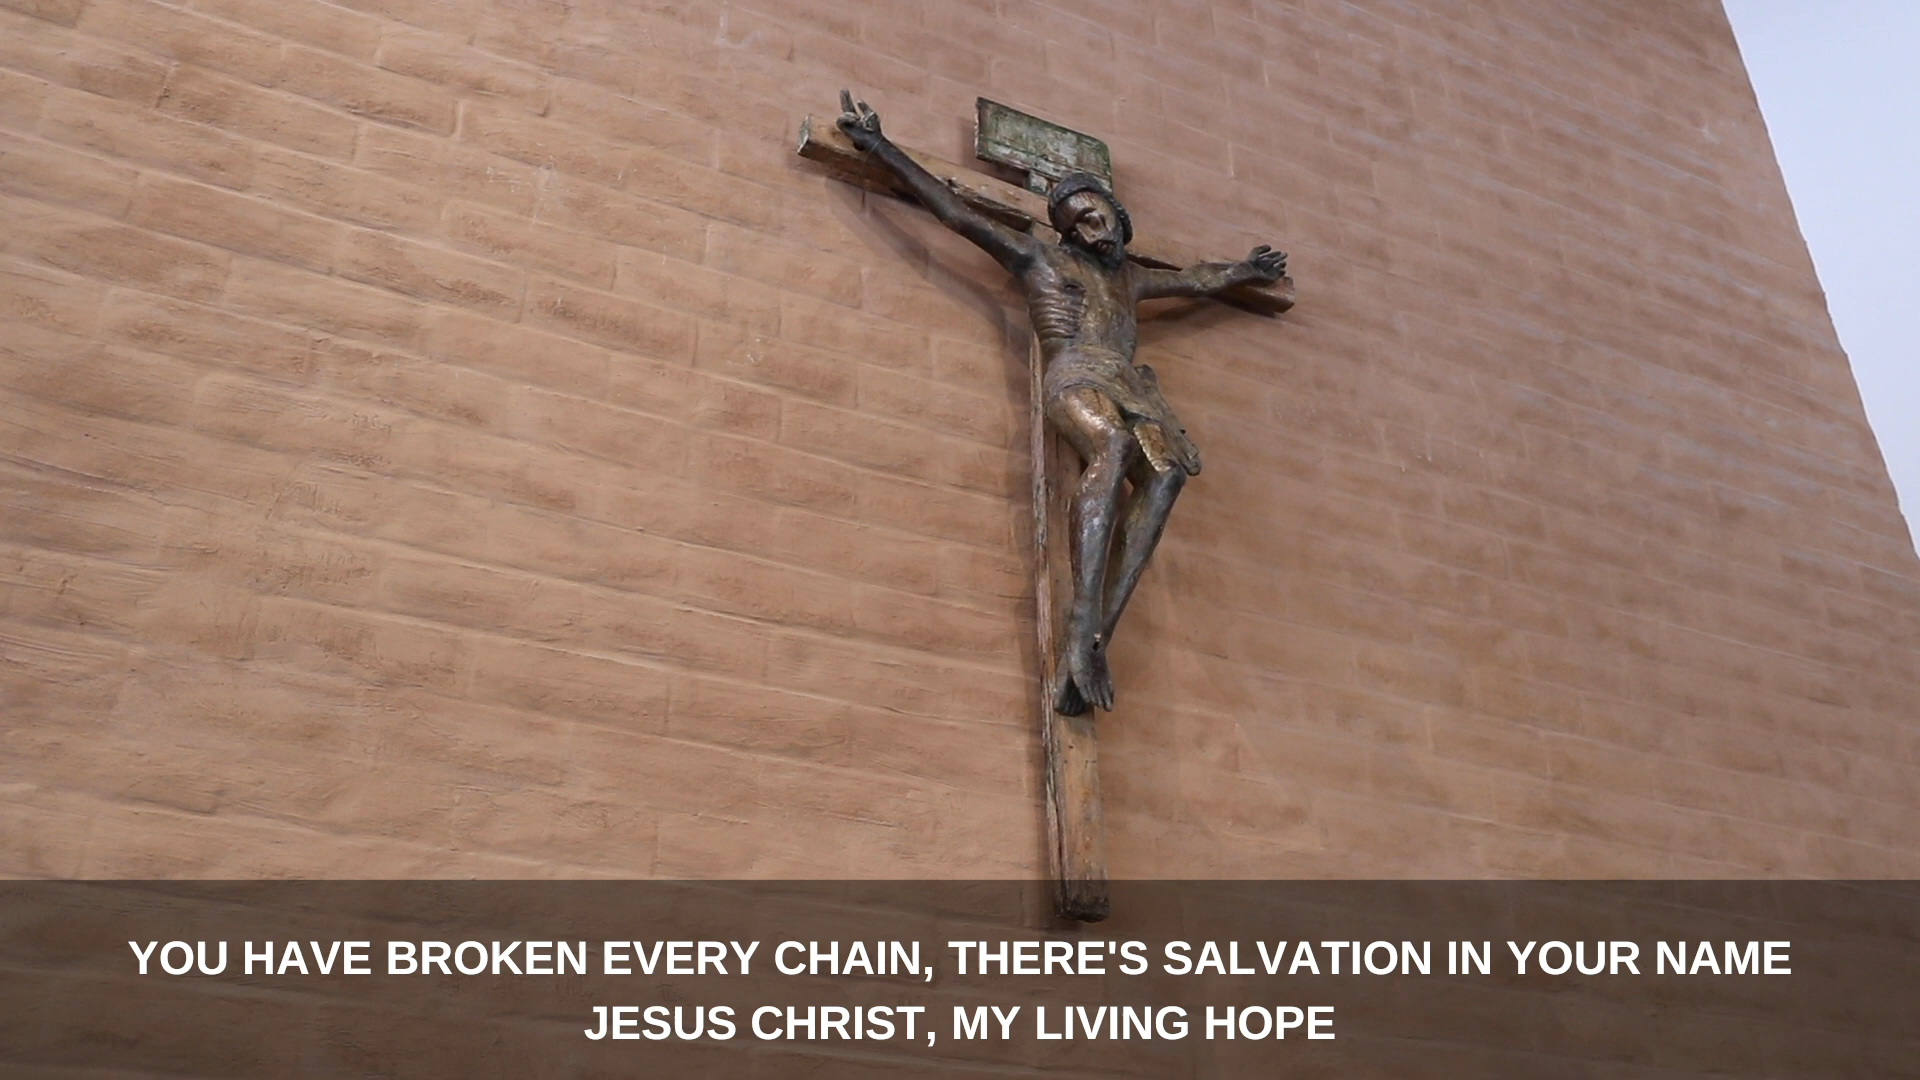 YOU HAVE BROKEN EVERY CHAIN, THERE'S SALVATION IN YOUR NAME
JESUS CHRIST, MY LIVING HOPE